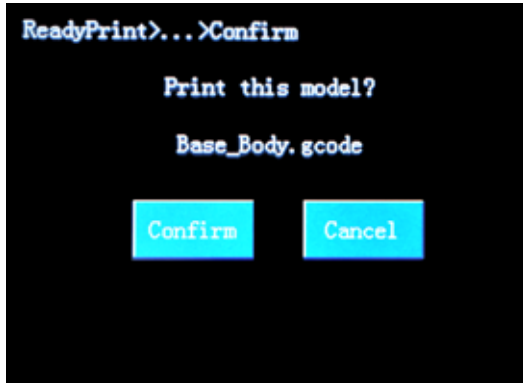 ReadyPrint>...>Confirm
Print this model?
Base_Body.gcode
Confirm Cancel